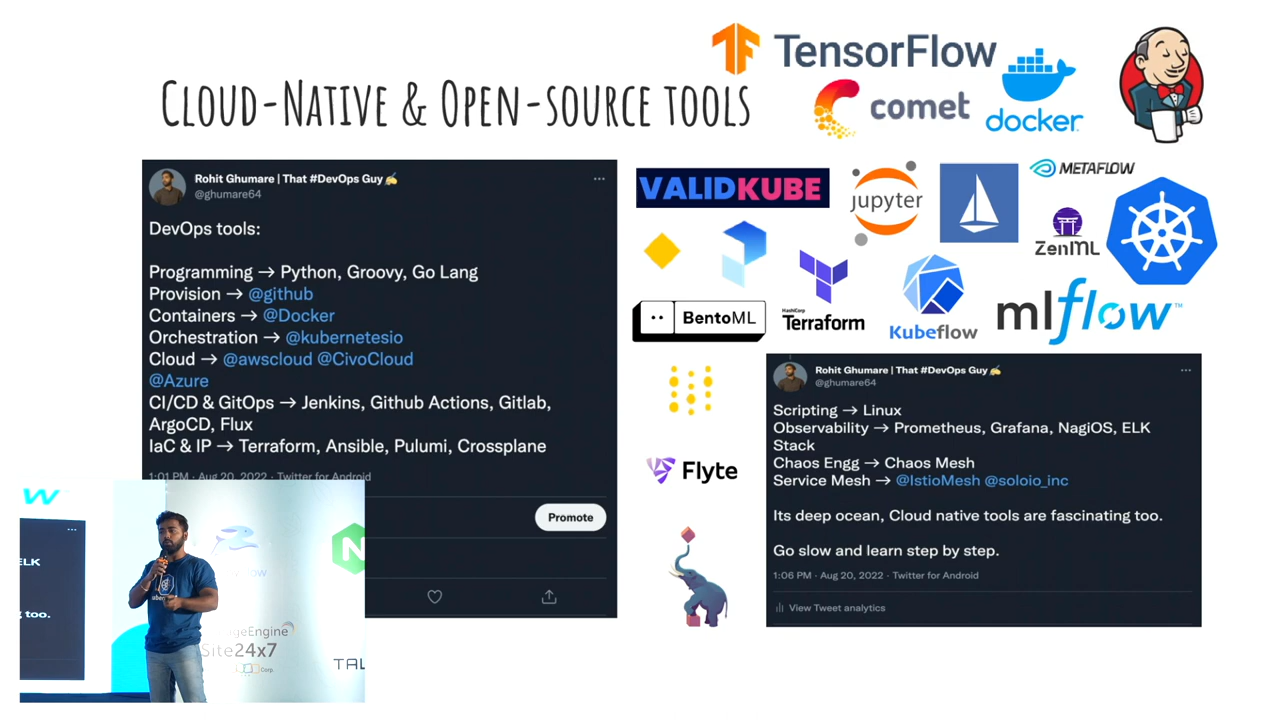 CLOUD-NATIVE & OPEN-SOURCE TOOLS
TensorFlow
comet
docker
Rohit Ghumare | That #DevOps Guy✍
@ghumare64
DevOps tools:
Programming → Python, Groovy, Go Lang
Provision → @github
Containers → @Docker
Orchestration → @kubernetesio
Cloud → @awscloud @CivoCloud
@Azure
CI/CD & GitOps → Jenkins, Github Actions, Gitlab,
ArgoCD, Flux
IaC & IP → Terraform, Ansible, Pulumi, Crossplane
1:01 PM · Aug 20, 2022 · Twitter for Android
Promote
VALIDKUBE
jupyter
METAFLOW
ZenML
BentoML
HashiCorp
Terraform
Kubeflow
mlflow™
Flyte
Rohit Ghumare | That #DevOps Guy✍
@ghumare64
Scripting → Linux
Observability → Prometheus, Grafana, NagiOS, ELK
Stack
Chaos Engg → Chaos Mesh
Service Mesh → @IstioMesh @soloio_inc
Its deep ocean, Cloud native tools are fascinating too.
Go slow and learn step by step.
1:06 PM · Aug 20, 2022 · Twitter for Android
View Tweet analytics
ELK
too.
ageEngine
Site24x7
Corp.
TAL